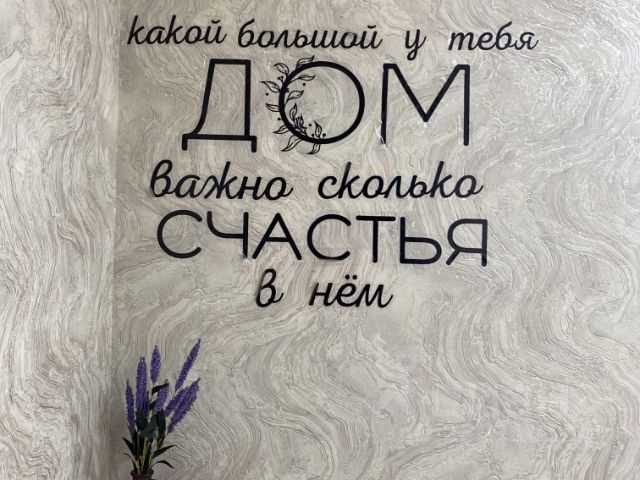 какой большой у тебя
ДОМ
важно сколько
СЧАСТЬЯ
в нём